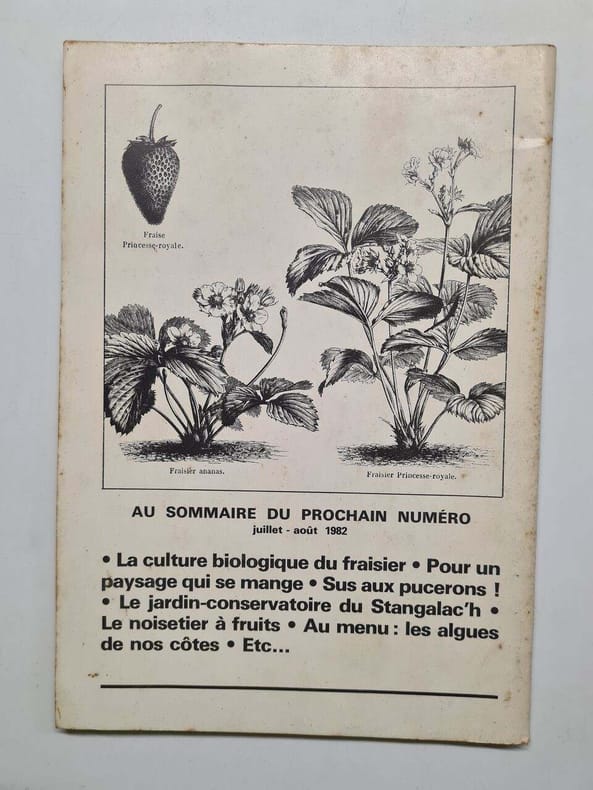 Fraise
Princesse-royale.
Fraisier ananas.
Fraisier Princesse-royale.
AU SOMMAIRE DU PROCHAIN NUMÉRO
juillet - août 1982
• La culture biologique du fraisier • Pour un
paysage qui se mange • Sus aux pucerons !
• Le jardin-conservatoire du Stangalac'h •
Le noisetier à fruits • Au menu : les algues
de nos côtes • Etc...